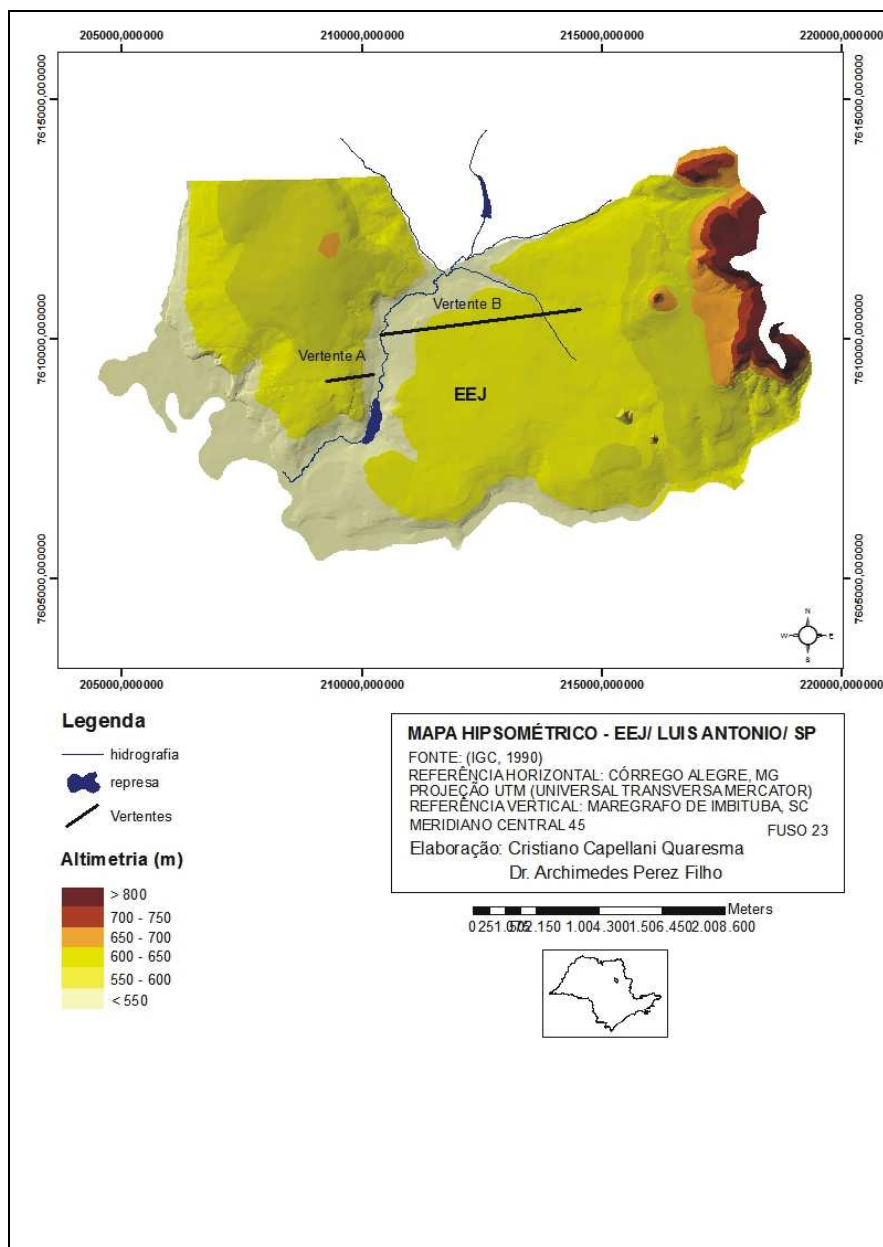 205000,000000 210000,000000 215000,000000 220000,000000
7615000,000000 7615000,000000
7610000,000000 7610000,000000
7605000,000000 7605000,000000
Vertente B
Vertente A
EEJ
N
W E
S
205000,000000 210000,000000 215000,000000 220000,000000
Legenda
hidrografia
represa
Vertentes
Altimetria (m)
> 800
700 - 750
650 - 700
600 - 650
550 - 600
< 550
MAPA HIPSOMÉTRICO - EEJ/ LUIS ANTONIO/ SP
FONTE: (IGC, 1990)
REFERÊNCIA HORIZONTAL: CÓRREGO ALEGRE, MG
PROJEÇÃO UTM (UNIVERSAL TRANSVERSA MERCATOR)
REFERÊNCIA VERTICAL: MAREGRAFO DE IMBITUBA, SC
MERIDIANO CENTRAL 45 FUSO 23
Elaboração: Cristiano Capellani Quaresma
Dr. Archimedes Perez Filho
Meters